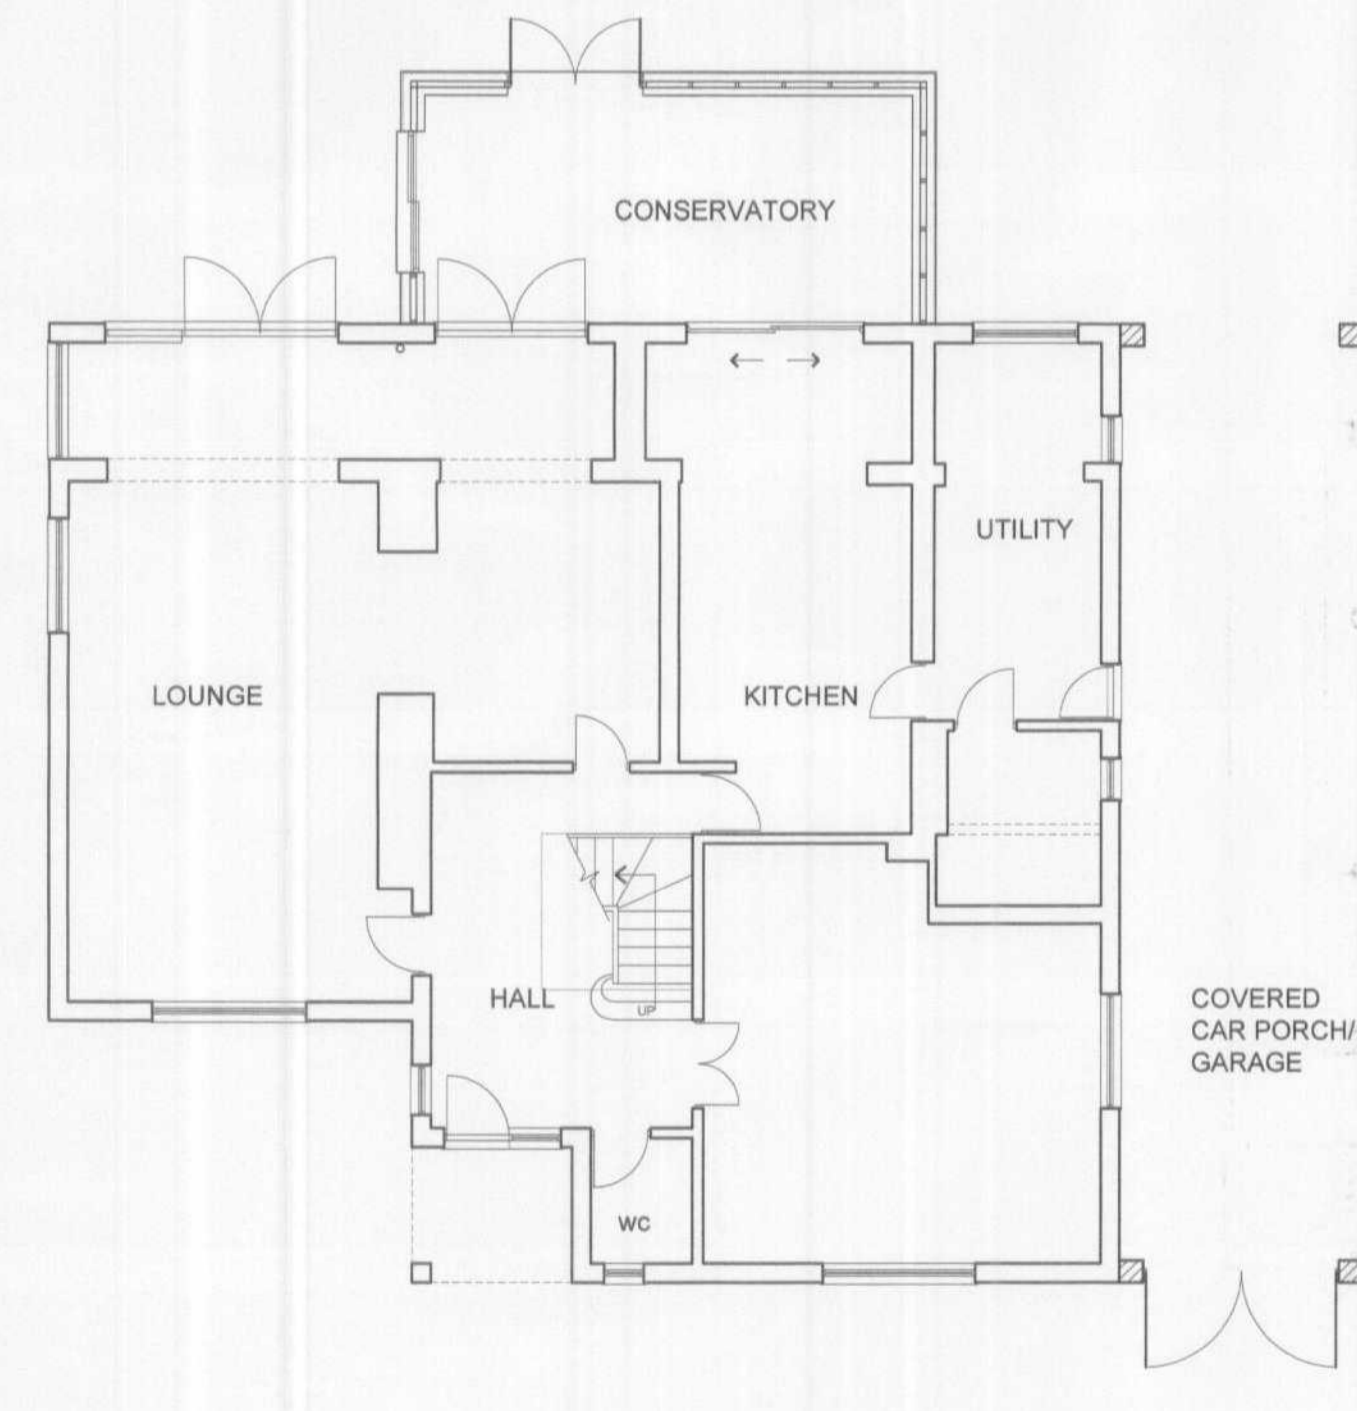 CONSERVATORY
UTILITY
LOUNGE
KITCHEN
HALL
UP
COVERED
CAR PORCH/
GARAGE
WC